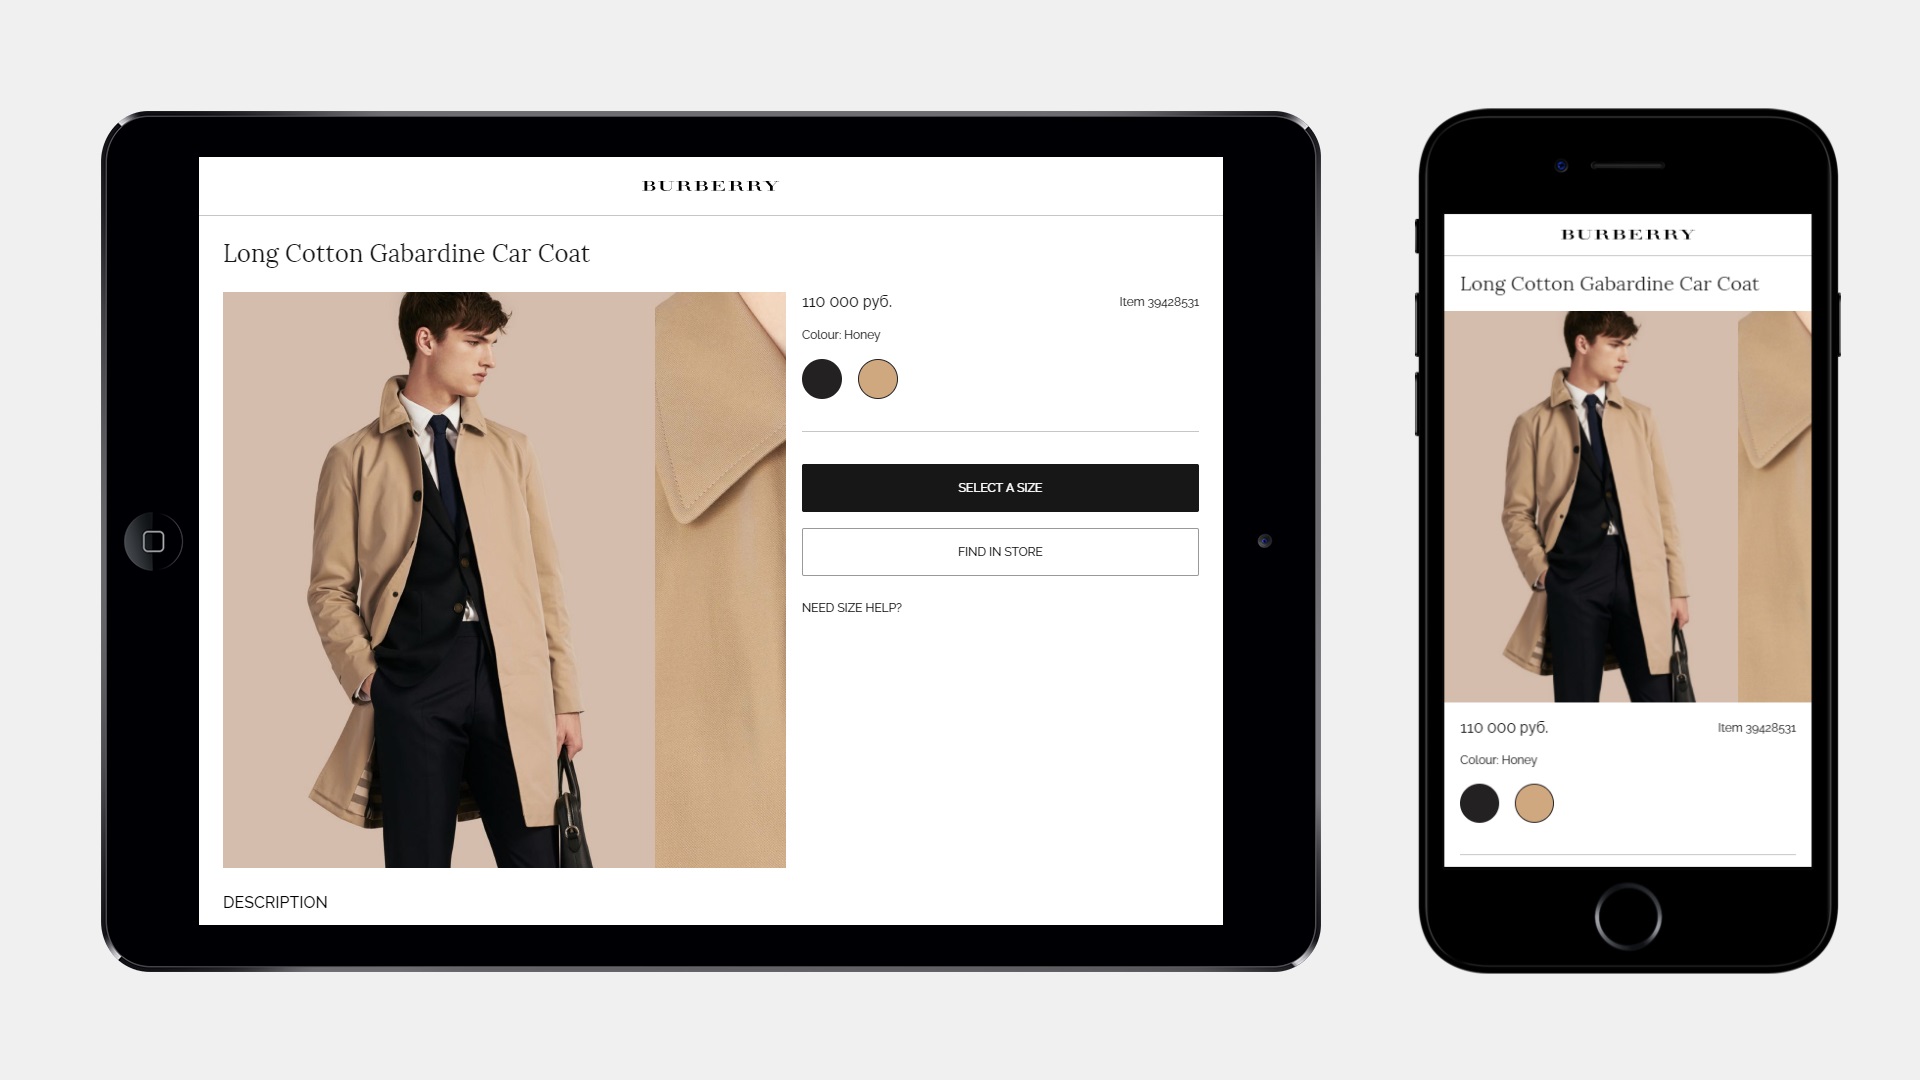 BURBERRY
Long Cotton Gabardine Car Coat
110 000 руб.
Item 39428531
Colour: Honey
SELECT A SIZE
FIND IN STORE
NEED SIZE HELP?
DESCRIPTION
BURBERRY
Long Cotton Gabardine Car Coat
110 000 руб.
Item 39428531
Colour: Honey